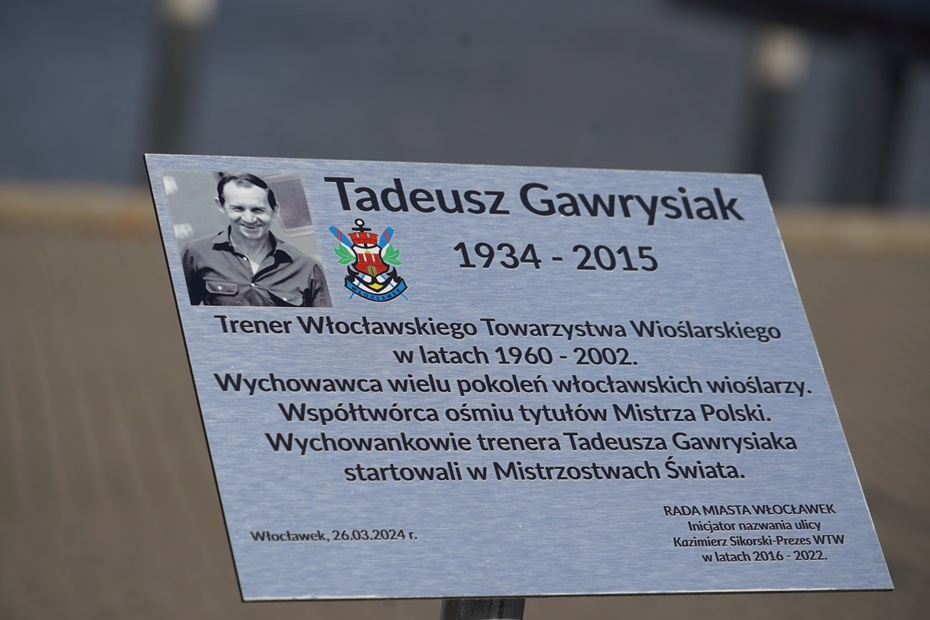 Tadeusz Gawrysiak
1934 - 2015
WŁOCŁAWEK
Trener Włocławskiego Towarzystwa Wioślarskiego
w latach 1960 - 2002.
Wychowawca wielu pokoleń włocławskich wioślarzy.
Współtwórca ośmiu tytułów Mistrza Polski.
Wychowankowie trenera Tadeusza Gawrysiaka
startowali w Mistrzostwach Świata.
Włocławek, 26.03.2024 r.
RADA MIASTA WŁOCŁAWEK
Inicjator nazwania ulicy
Kazimierz Sikorski-Prezes WTW
w latach 2016 - 2022.